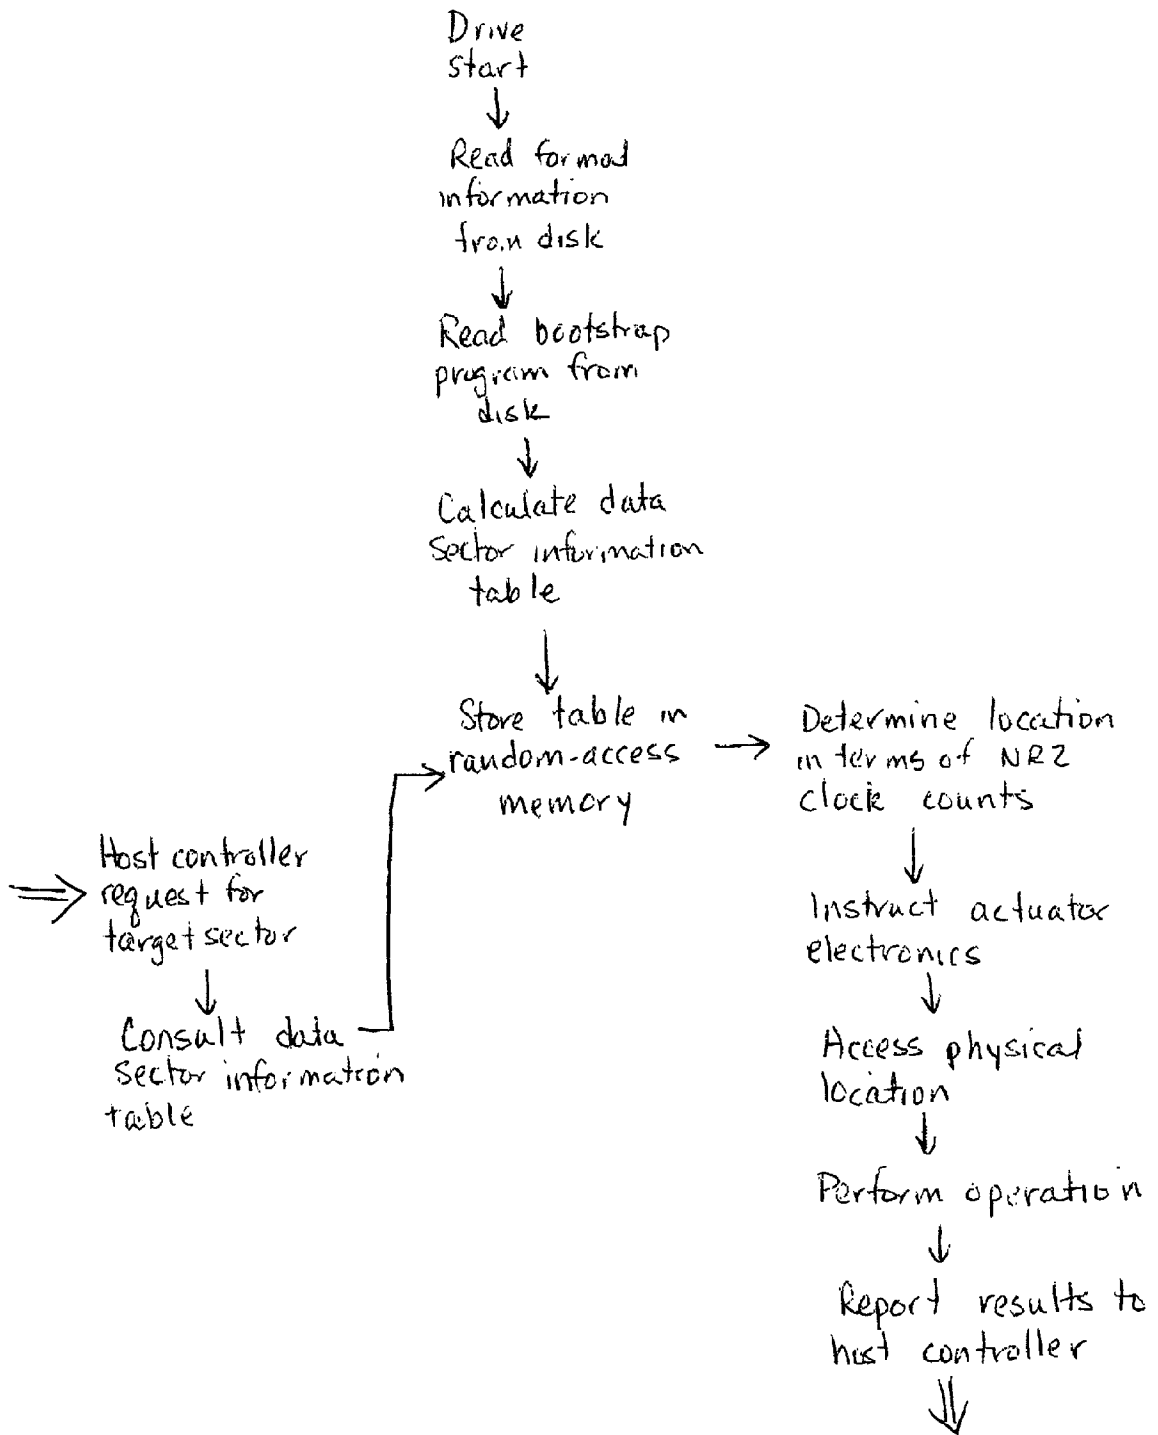 Drive
start
Read format
information
from disk
Read bootstrap
program from
disk
Calculate data
sector information
table
Store table in
random-access
memory
Host controller
request for
target sector
Consult data
sector information
table
Determine location
in terms of NRZ
clock counts
Instruct actuator
electronics
Access physical
location
Perform operation
Report results to
host controller